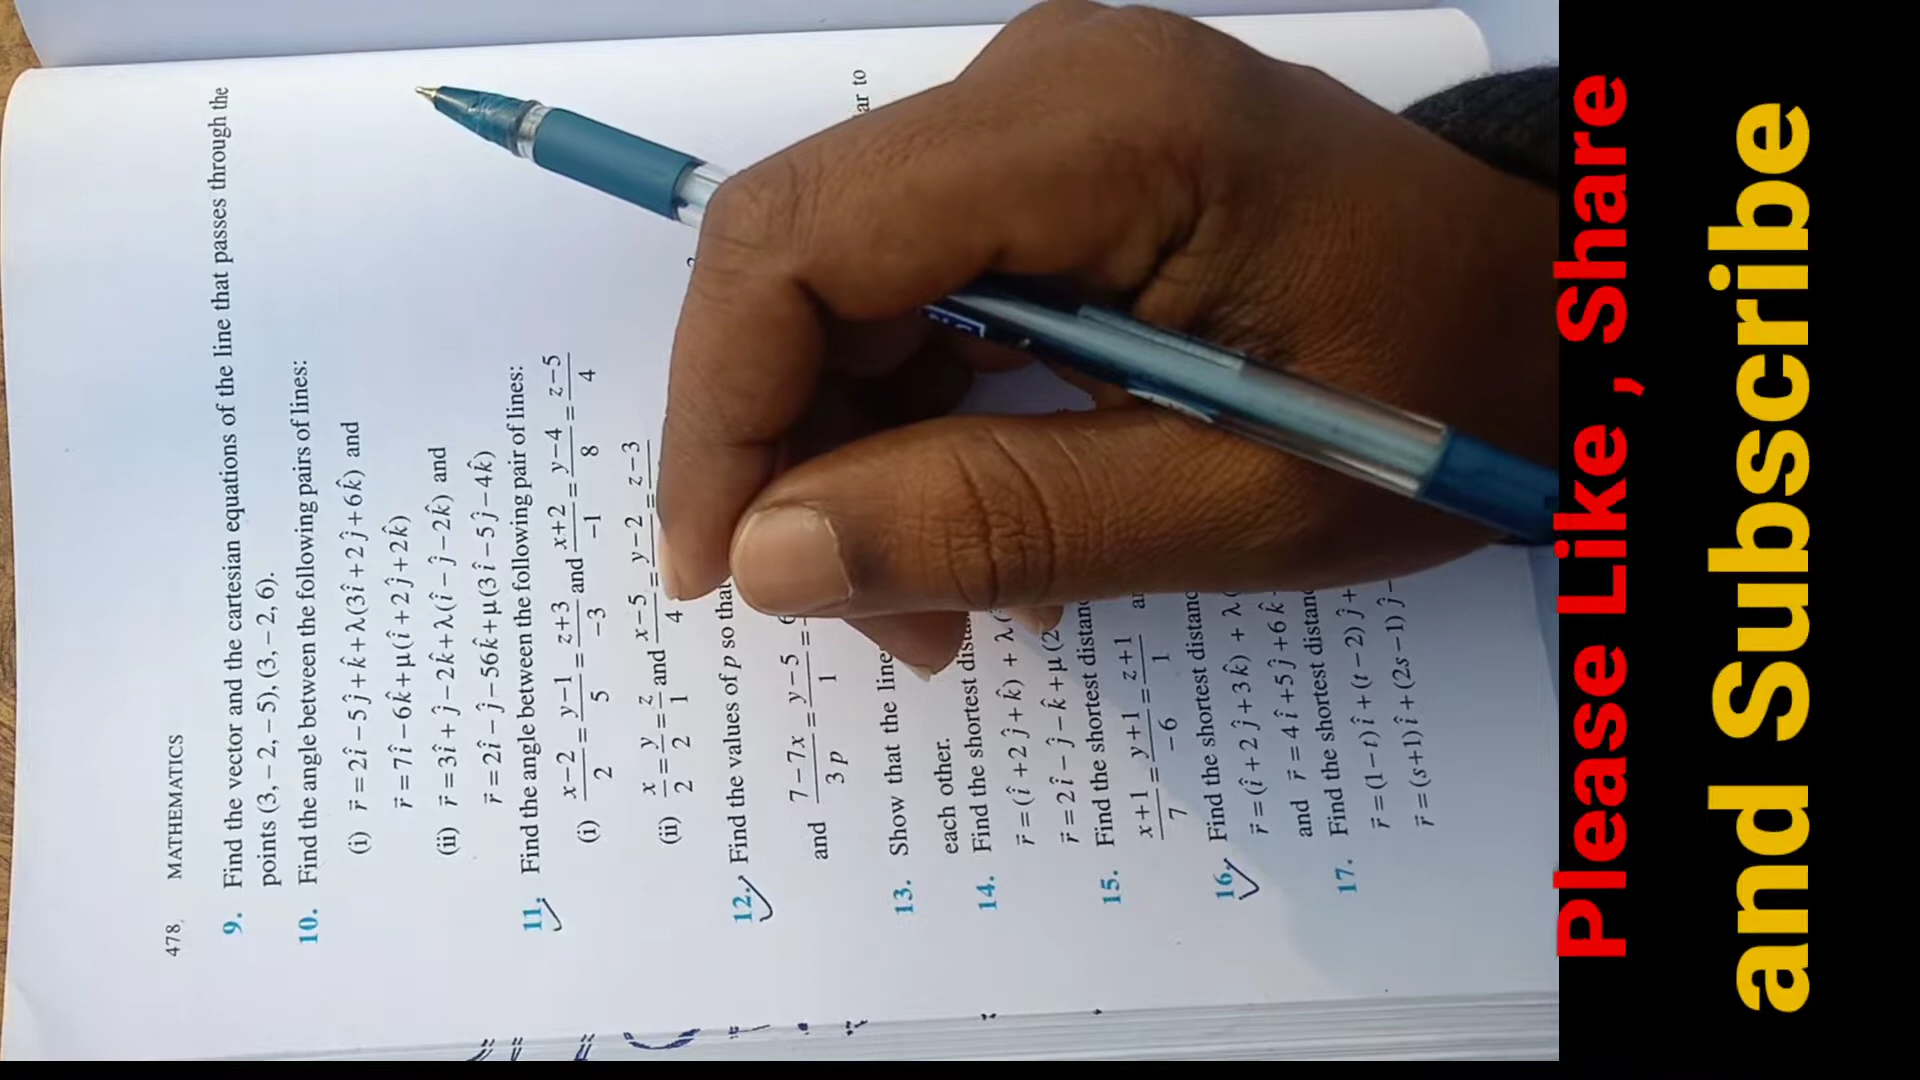 478 MATHEMATICS
9. Find the vector and the cartesian equations of the line that passes through the
points (3, – 2, – 5), (3, – 2, 6).
10. Find the angle between the following pairs of lines:
(i) r⃗ = 2î – 5ĵ + k̂ + λ(3î + 2ĵ + 6k̂) and
r⃗ = 7î – 6k̂ + μ(î + 2ĵ + 2k̂)
(ii) r⃗ = 3î + ĵ – 2k̂ + λ(î – ĵ – 2k̂) and
r⃗ = 2î – ĵ – 56k̂ + μ(3î – 5ĵ – 4k̂)
11. Find the angle between the following pair of lines:
(i) (x–2)/2 = (y–1)/5 = (z+3)/–3 and (x+2)/–1 = (y–4)/8 = (z–5)/4
(ii) x/2 = y/2 = z/1 and (x–5)/4 = (y–2) = (z–3)
12. Find the values of p so that
and (7–7x)/3p = (y–5)/1 =
13. Show that the line ar to
each other.
14. Find the shortest
r⃗ = (î + 2ĵ + k̂) + λ(
r⃗ = 2î – ĵ – k̂ + μ(2
15. Find the shortest
(x+1)/7 = (y+1)/–6 = (z+1)/1
16. Find the shortest
r⃗ = (î + 2ĵ + 3k̂) + λ(
and r⃗ = 4î + 5ĵ + 6k̂
17. Find the shortest
r⃗ = (1 – t)î + (t – 2)ĵ +
r⃗ = (s+1)î + (2s – 1)ĵ –
Please Like , Share
and Subscribe